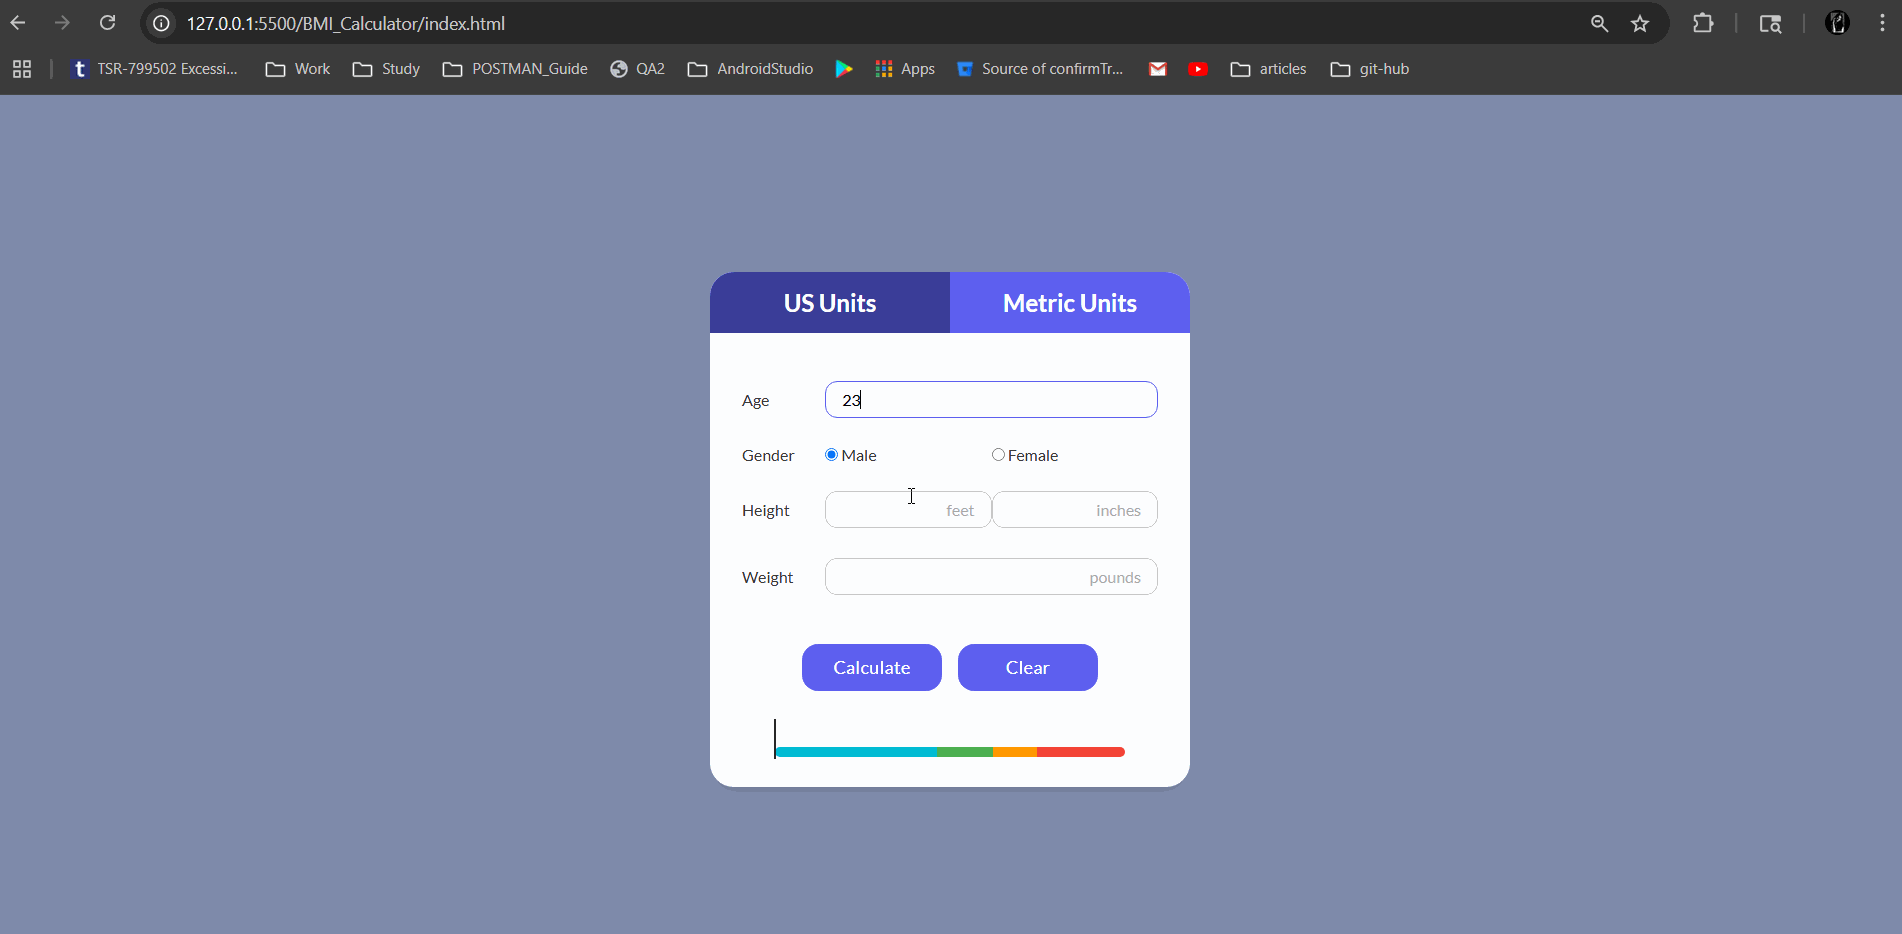 127.0.0.1:5500/BMI_Calculator/index.html
t TSR-799502 Excessi... Work Study POSTMAN_Guide QA2 AndroidStudio Apps Source of confirmTr... articles git-hub
US Units Metric Units
Age 23
Gender Male Female
Height feet inches
Weight pounds
Calculate Clear